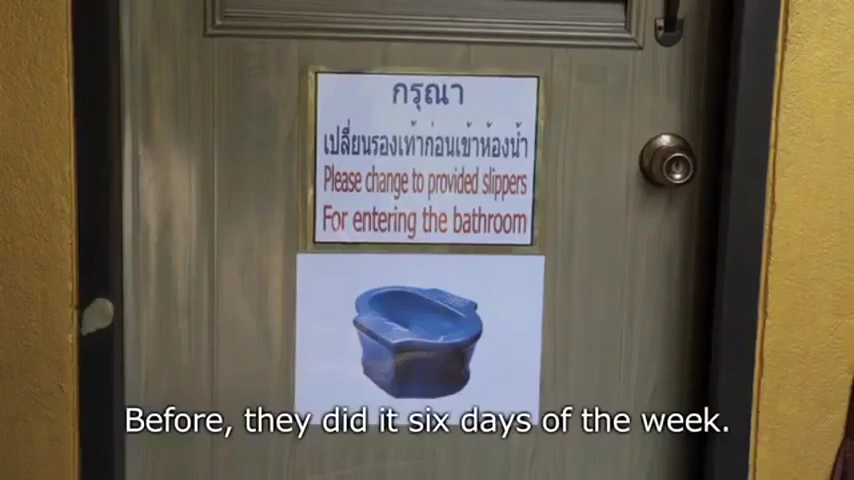 กรุณา
เปลี่ยนรองเท้าก่อนเข้าห้องน้ำ
Please change to provided slippers
For entering the bathroom
Before, they did it six days of the week.